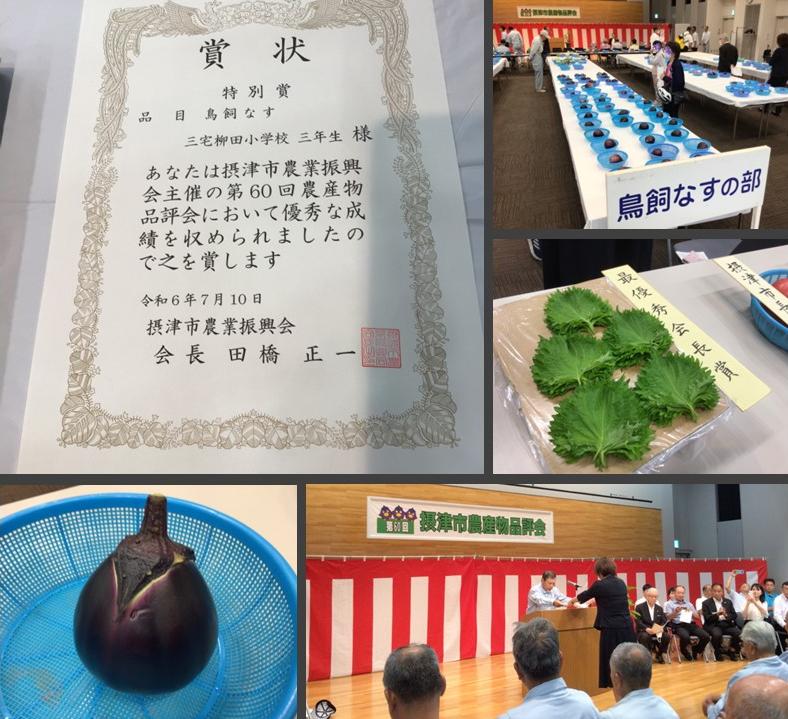 賞状
特別賞
品 目 鳥飼なす
三宅柳田小学校 三年生 様
あなたは摂津市農業振興
会主催の第60回農産物
品評会において優秀な成
績を収められましたの
で之を賞します
令和6年7月10日
摂津市農業振興会
会長 田橋 正一
摂津市農産物品評会
鳥飼なすの部
最優秀会長賞
摂津市長
第60回
摂津市農産物品評会